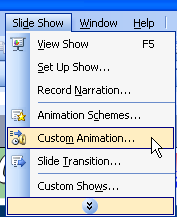 Slide Show Window Help
View Show F5
Set Up Show...
Record Narration...
Animation Schemes...
Custom Animation...
Slide Transition...
Custom Shows...